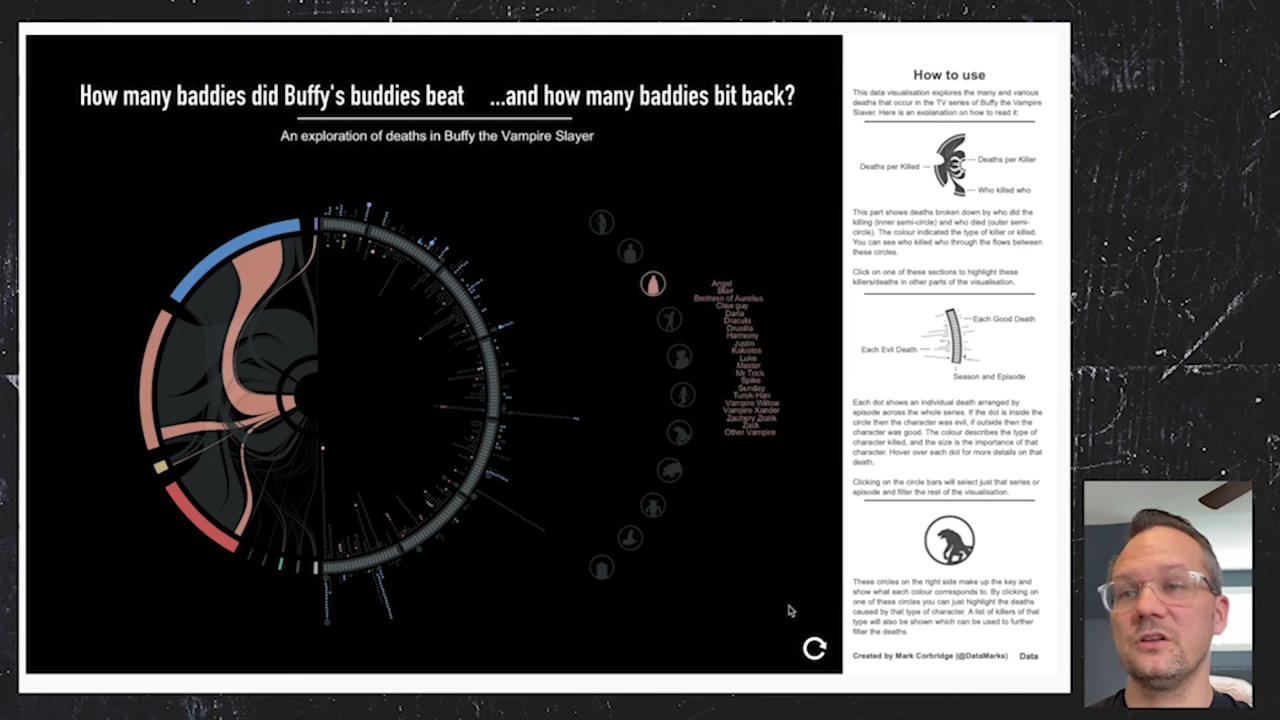 How many baddies did Buffy's buddies beat ...and how many baddies bit back?
An exploration of deaths in Buffy the Vampire Slayer
Angel
Blair
Brethren of Aurelius
Claw guy
Darla
Dracula
Drusilla
Harmony
Justin
Kakistos
Luke
Master
Mr Trick
Spike
Sunday
Turok-Han
Vampire Willow
Vampire Xander
Zachery Zralik
Zack
Other Vampire
How to use
This data visualisation explores the many and various
deaths that occur in the TV series of Buffy the Vampire
Slayer. Here is an explanation on how to read it:
Deaths per Killed
Deaths per Killer
Who killed who
This part shows deaths broken down by who did the
killing (inner semi-circle) and who died (outer semi-
circle). The colour indicated the type of killer or killed.
You can see who killed who through the flows between
these circles.
Click on one of these sections to highlight these
killers/deaths in other parts of the visualisation.
Each Good Death
Each Evil Death
Season and Episode
Each dot shows an individual death arranged by
episode across the whole series. If the dot is inside the
circle then the character was evil, if outside then the
character was good. The colour describes the type of
character killed, and the size is the importance of that
character. Hover over each dot for more details on that
death.
Clicking on the circle bars will select just that series or
episode and filter the rest of the visualisation.
These circles on the right side make up the key and
show what each colour corresponds to. By clicking on
one of these circles you can just highlight the deaths
caused by that type of character. A list of killers of that
type will also be shown which can be used to further
filter the deaths.
Created by Mark Corbridge (@DataMarks) Data